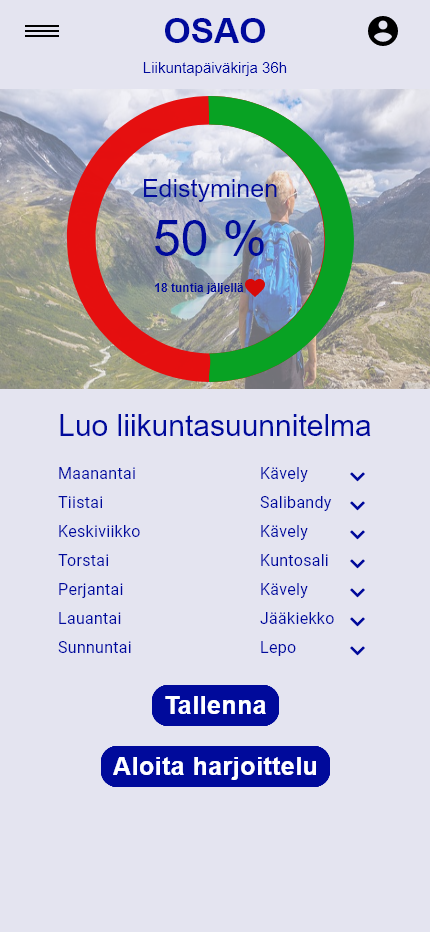 OSAO
Liikuntapäiväkirja 36h
Edistyminen
50 %
18 tuntia jäljellä
Luo liikuntasuunnitelma
Maanantai Kävely
Tiistai Salibandy
Keskiviikko Kävely
Torstai Kuntosali
Perjantai Kävely
Lauantai Jääkiekko
Sunnuntai Lepo
Tallenna
Aloita harjoittelu